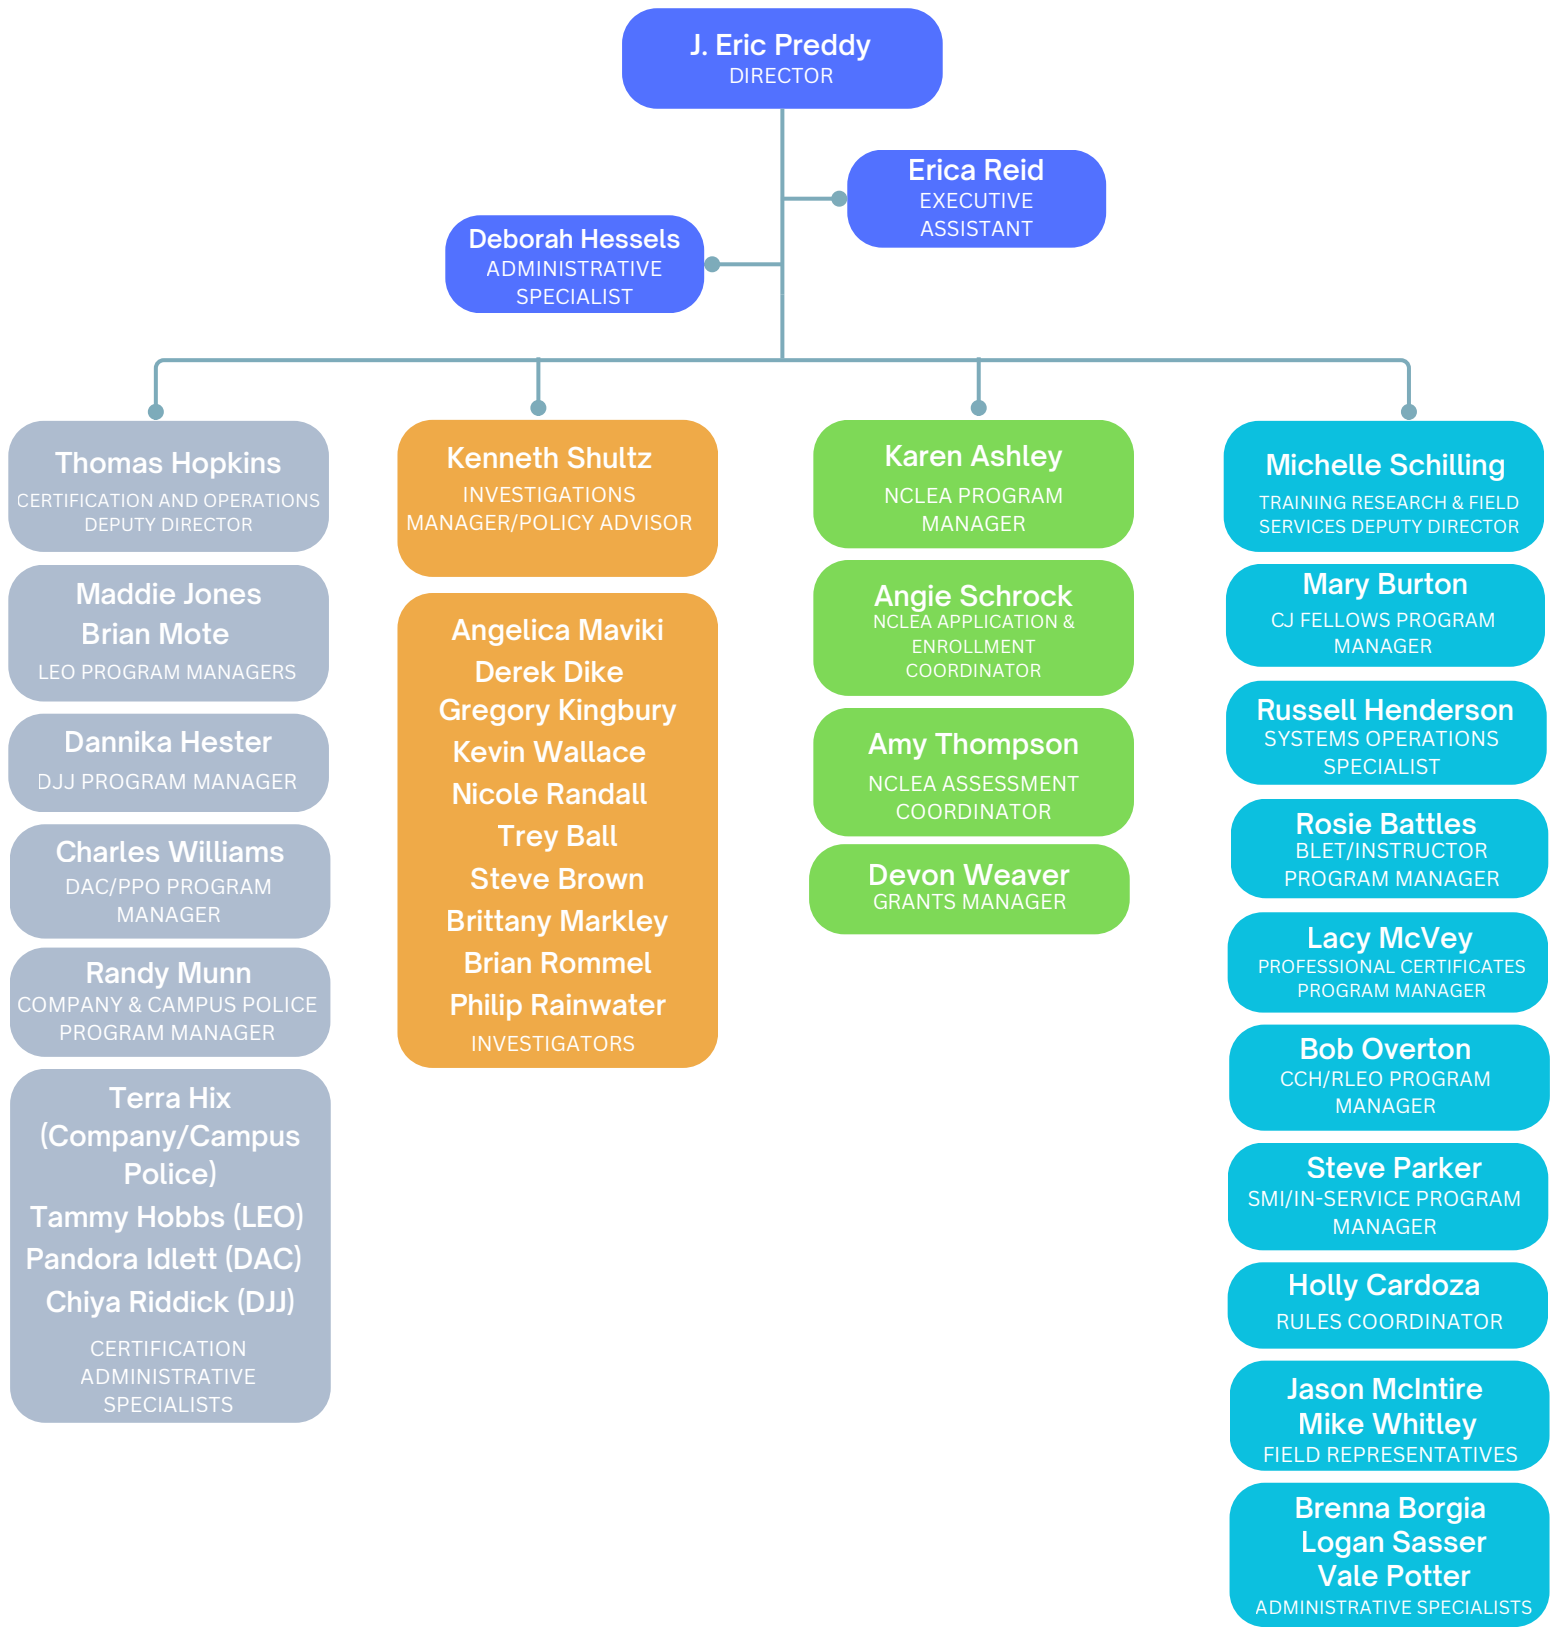 J. Eric Preddy
DIRECTOR
Erica Reid
EXECUTIVE
ASSISTANT
Deborah Hessels
ADMINISTRATIVE
SPECIALIST
Thomas Hopkins
CERTIFICATION AND OPERATIONS
DEPUTY DIRECTOR
Maddie Jones
Brian Mote
LEO PROGRAM MANAGERS
Dannika Hester
DJJ PROGRAM MANAGER
Charles Williams
DAC/PPO PROGRAM
MANAGER
Randy Munn
COMPANY & CAMPUS POLICE
PROGRAM MANAGER
Terra Hix
(Company/Campus
Police)
Tammy Hobbs (LEO)
Pandora Idlett (DAC)
Chiya Riddick (DJJ)
CERTIFICATION
ADMINISTRATIVE
SPECIALISTS
Kenneth Shultz
INVESTIGATIONS
MANAGER/POLICY ADVISOR
Angelica Maviki
Derek Dike
Gregory Kingbury
Kevin Wallace
Nicole Randall
Trey Ball
Steve Brown
Brittany Markley
Brian Rommel
Philip Rainwater
INVESTIGATORS
Karen Ashley
NCLEA PROGRAM
MANAGER
Angie Schrock
NCLEA APPLICATION &
ENROLLMENT
COORDINATOR
Amy Thompson
NCLEA ASSESSMENT
COORDINATOR
Devon Weaver
GRANTS MANAGER
Michelle Schilling
TRAINING RESEARCH & FIELD
SERVICES DEPUTY DIRECTOR
Mary Burton
CJ FELLOWS PROGRAM
MANAGER
Russell Henderson
SYSTEMS OPERATIONS
SPECIALIST
Rosie Battles
BLET/INSTRUCTOR
PROGRAM MANAGER
Lacy McVey
PROFESSIONAL CERTIFICATES
PROGRAM MANAGER
Bob Overton
CCH/RLEO PROGRAM
MANAGER
Steve Parker
SMI/IN-SERVICE PROGRAM
MANAGER
Holly Cardoza
RULES COORDINATOR
Jason McIntire
Mike Whitley
FIELD REPRESENTATIVES
Brenna Borgia
Logan Sasser
Vale Potter
ADMINISTRATIVE SPECIALISTS